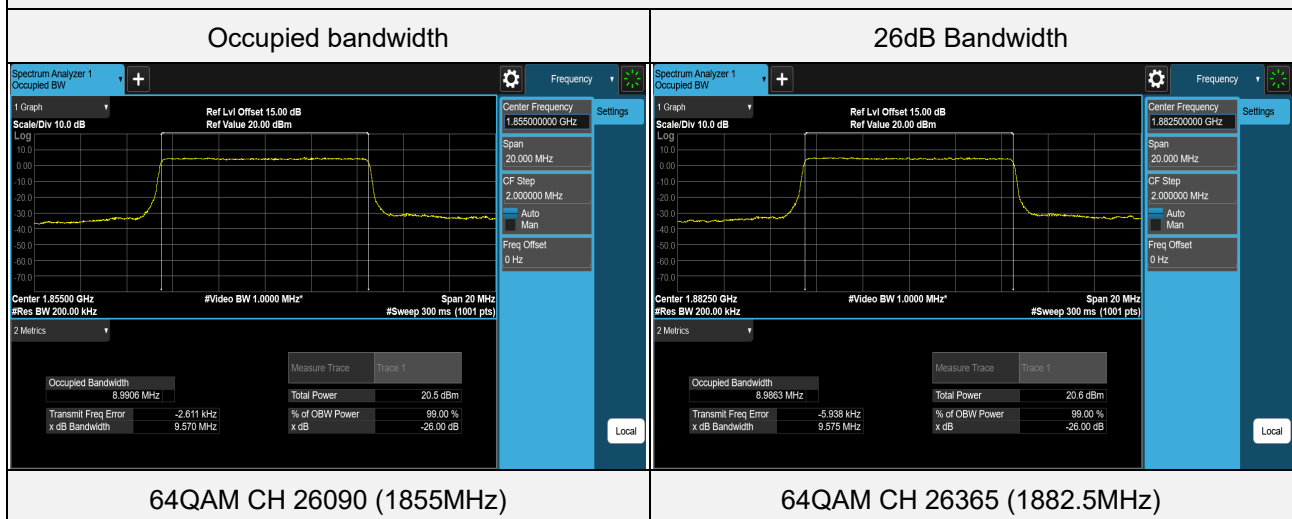 Occupied bandwidth
26dB Bandwidth
Spectrum Analyzer 1
Occupied BW
+
Frequency
1 Graph
Ref Lvl Offset 15.00 dB
Scale/Div 10.0 dB
Ref Value 20.00 dBm
Log
10.0
0.00
-10.0
-20.0
-30.0
-40.0
-50.0
-60.0
-70.0
Center 1.85500 GHz
#Video BW 1.0000 MHz*
Span 20 MHz
#Res BW 200.00 kHz
#Sweep 300 ms (1001 pts)
Center Frequency
1.855000000 GHz
Settings
Span
20.000 MHz
CF Step
2.000000 MHz
Auto
Man
Freq Offset
0 Hz
2 Metrics
Measure Trace Trace 1
Occupied Bandwidth
8.9906 MHz
Total Power 20.5 dBm
Transmit Freq Error -2.611 kHz
% of OBW Power 99.00 %
x dB Bandwidth 9.570 MHz
x dB -26.00 dB
Local
Spectrum Analyzer 1
Occupied BW
+
Frequency
1 Graph
Ref Lvl Offset 15.00 dB
Scale/Div 10.0 dB
Ref Value 20.00 dBm
Log
10.0
0.00
-10.0
-20.0
-30.0
-40.0
-50.0
-60.0
-70.0
Center 1.88250 GHz
#Video BW 1.0000 MHz*
Span 20 MHz
#Res BW 200.00 kHz
#Sweep 300 ms (1001 pts)
Center Frequency
1.882500000 GHz
Settings
Span
20.000 MHz
CF Step
2.000000 MHz
Auto
Man
Freq Offset
0 Hz
2 Metrics
Measure Trace Trace 1
Occupied Bandwidth
8.9863 MHz
Total Power 20.6 dBm
Transmit Freq Error -5.938 kHz
% of OBW Power 99.00 %
x dB Bandwidth 9.575 MHz
x dB -26.00 dB
Local
64QAM CH 26090 (1855MHz)
64QAM CH 26365 (1882.5MHz)